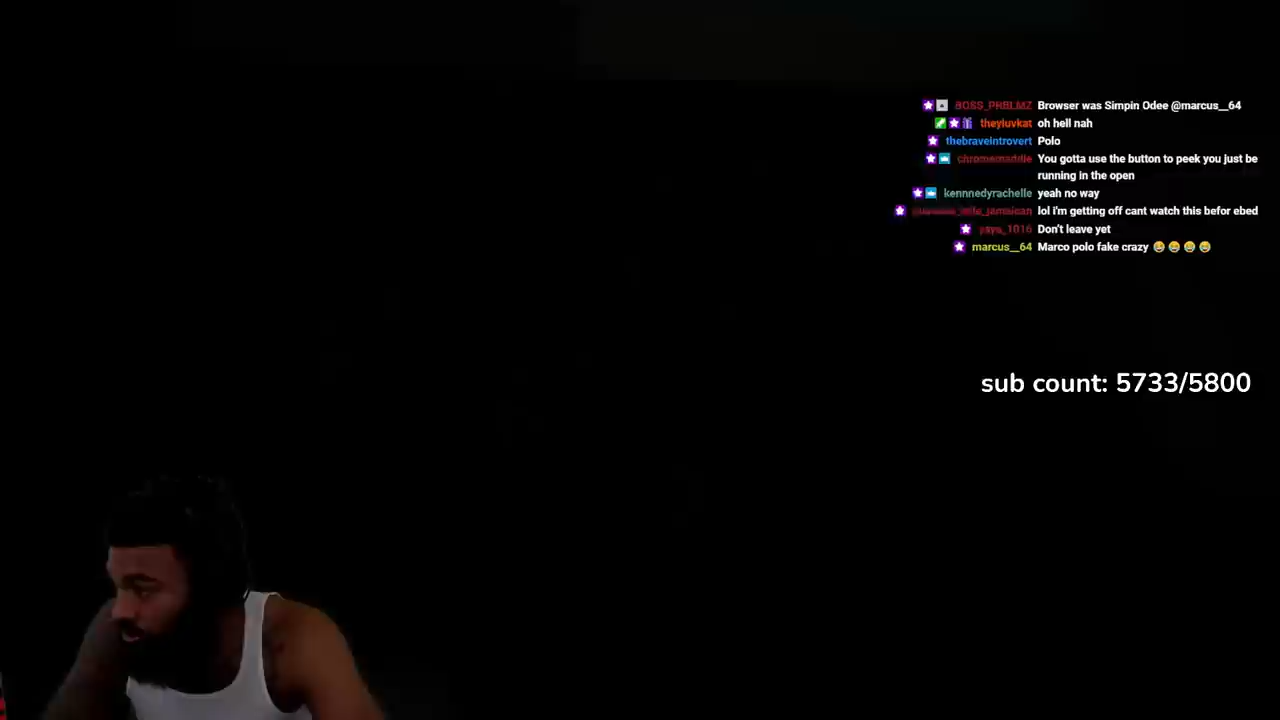 BOSS_PRBLMZ Browser was Simpin Odee @marcus__64
theyluvkat oh hell nah
thebraveintrovert Polo
chromemaddie You gotta use the button to peek you just be
running in the open
kennnedyrachelle yeah no way
lol i'm getting off cant watch this befor ebed
yaya_1016 Don't leave yet
marcus__64 Marco polo fake crazy 😂 😂 😂 😂
sub count: 5733/5800